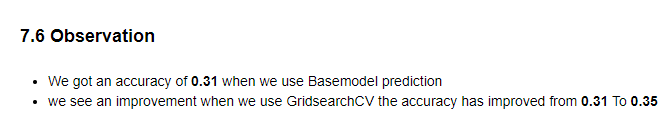 7.6 Observation
• We got an accuracy of 0.31 when we use Basemodel prediction
• we see an improvement when we use GridsearchCV the accuracy has improved from 0.31 To 0.35